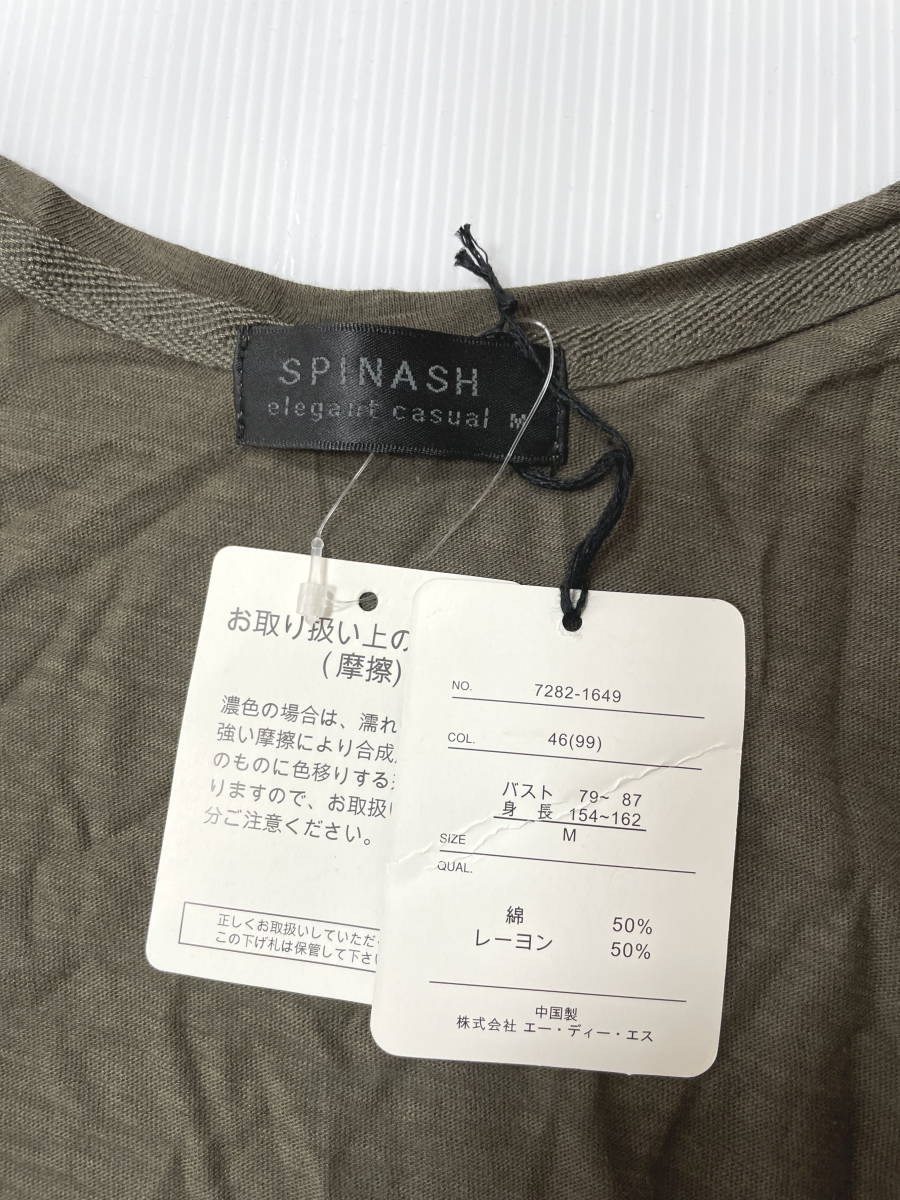 SPINASH
elegant casual M
お取り扱い上の
(摩擦)
濃色の場合は、濡れ
強い摩擦により合成
のものに色移りする
りますので、お取扱い
分ご注意ください。
正しくお取扱いしていただ
この下げ札は保管して下さい
NO. 7282-1649
COL. 46(99)
バスト 79~ 87
身 長 154~162
SIZE M
QUAL.
綿 50%
レーヨン 50%
中国製
株式会社 エー・ディー・エス